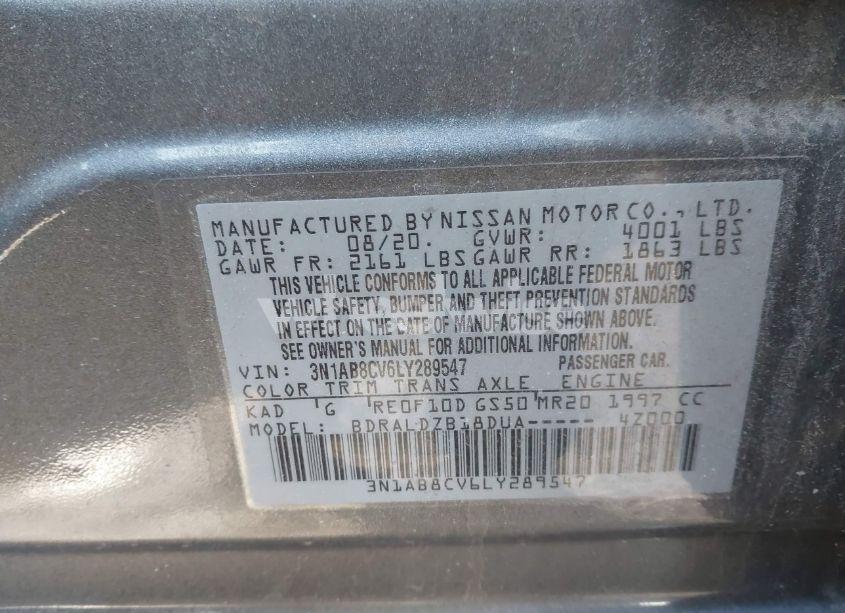 MANUFACTURED BY NISSAN MOTOR CO., LTD.
DATE: 08/20. GVWR: 4001 LBS
GAWR FR: 2161 LBS GAWR RR: 1863 LBS
THIS VEHICLE CONFORMS TO ALL APPLICABLE FEDERAL MOTOR
VEHICLE SAFETY, BUMPER AND THEFT PREVENTION STANDARDS
IN EFFECT ON THE DATE OF MANUFACTURE SHOWN ABOVE.
SEE OWNER'S MANUAL FOR ADDITIONAL INFORMATION.
VIN: 3N1AB8CV6LY289547 PASSENGER CAR.
COLOR TRIM TRANS AXLE ENGINE
KAD 'G RE0F10D GS50'MR20 1997 CC
MODEL: BDRALDZB18DUA----- 4Z000
3N1AB8CV6LY289547